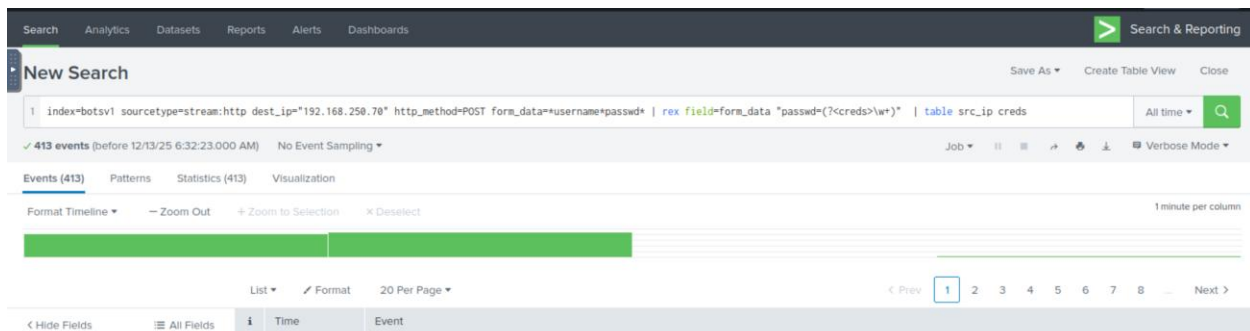 Search Analytics Datasets Reports Alerts Dashboards Search & Reporting
New Search Save As Create Table View Close
1 index=botsv1 sourcetype=stream:http dest_ip="192.168.250.70" http_method=POST form_data=*username*passwd* | rex field=form_data "passwd=(?<creds>\w+)" | table src_ip creds All time
✓ 413 events (before 12/13/25 6:32:23.000 AM) No Event Sampling Job Verbose Mode
Events (413) Patterns Statistics (413) Visualization
Format Timeline — Zoom Out + Zoom to Selection × Deselect 1 minute per column
List Format 20 Per Page < Prev 1 2 3 4 5 6 7 8 ... Next >
< Hide Fields All Fields i Time Event